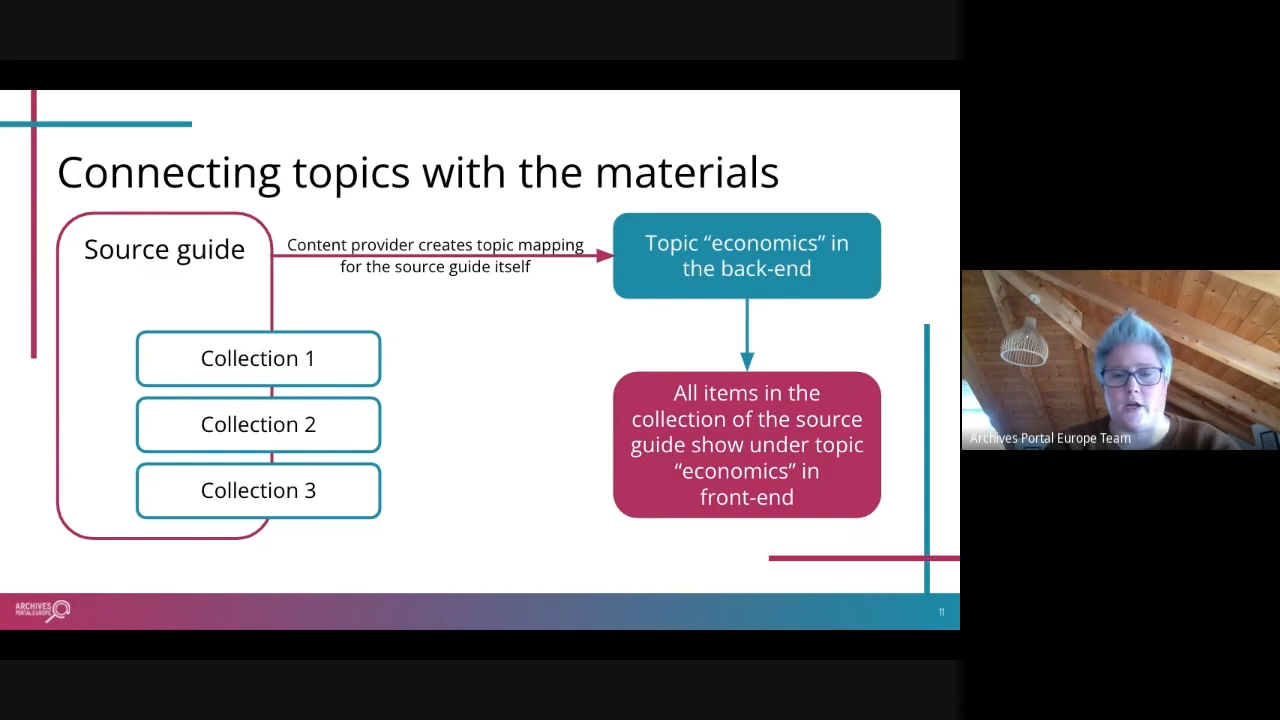 Connecting topics with the materials
Source guide
Content provider creates topic mapping
for the source guide itself
Topic “economics” in
the back-end
Collection 1
Collection 2
Collection 3
All items in the
collection of the source
guide show under topic
“economics” in
front-end
Archives Portal Europe Team
ARCHIVES
PORTAL EUROPE
11